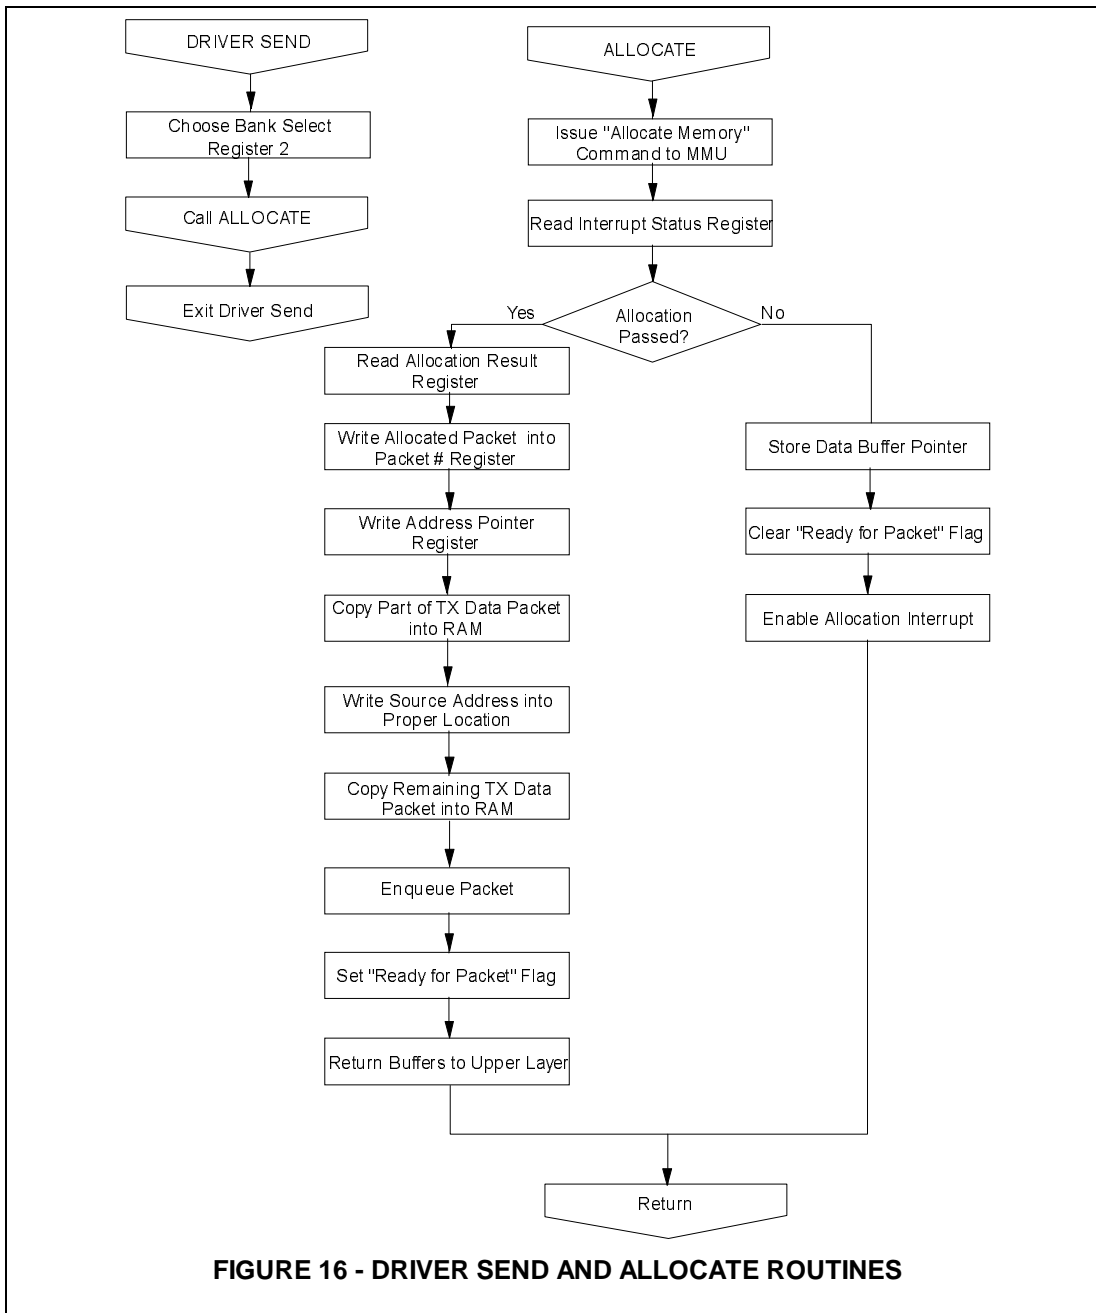 DRIVER SEND
Choose Bank Select
Register 2
Call ALLOCATE
Exit Driver Send
ALLOCATE
Issue "Allocate Memory"
Command to MMU
Read Interrupt Status Register
Allocation
Passed?
Yes
No
Read Allocation Result
Register
Write Allocated Packet into
Packet # Register
Write Address Pointer
Register
Copy Part of TX Data Packet
into RAM
Write Source Address into
Proper Location
Copy Remaining TX Data
Packet into RAM
Enqueue Packet
Set "Ready for Packet" Flag
Return Buffers to Upper Layer
Store Data Buffer Pointer
Clear "Ready for Packet" Flag
Enable Allocation Interrupt
Return
FIGURE 16 - DRIVER SEND AND ALLOCATE ROUTINES